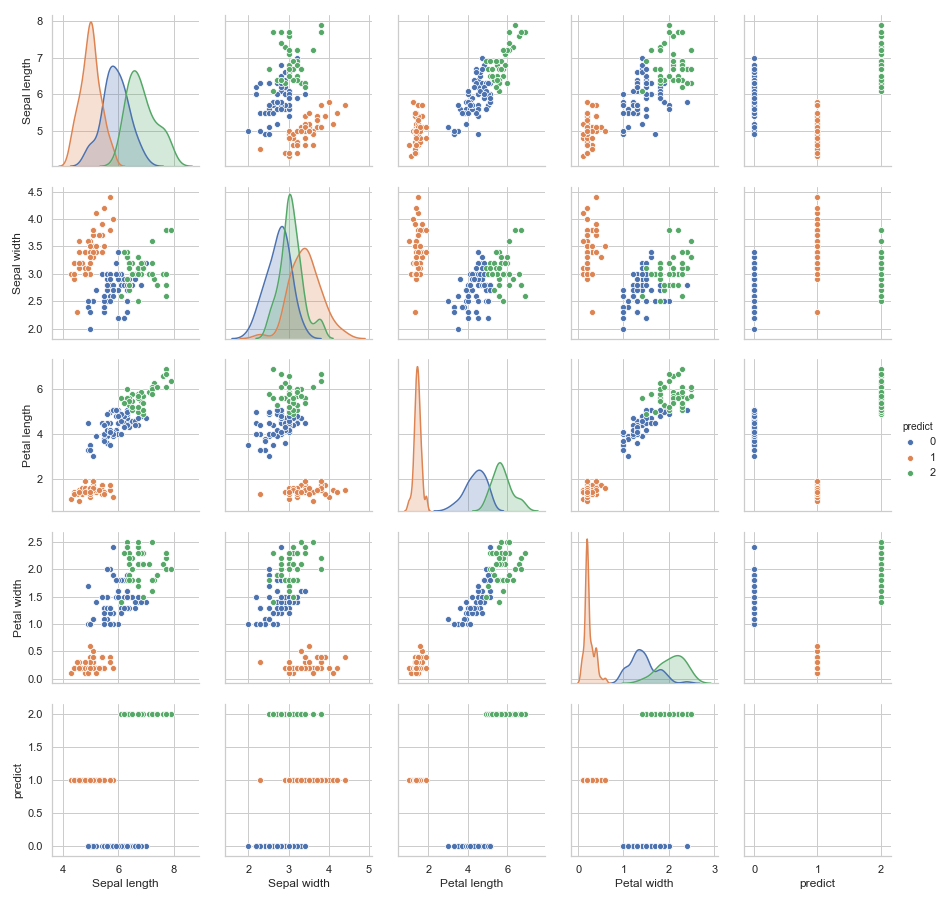 8
7
6
5
Sepal length
4.5
4.0
3.5
3.0
2.5
2.0
Sepal width
6
4
2
Petal length
predict
0
1
2
2.5
2.0
1.5
1.0
0.5
0.0
Petal width
2.0
1.5
1.0
0.5
0.0
predict
4 6 8
Sepal length
2 3 4 5
Sepal width
2 4 6
Petal length
0 1 2 3
Petal width
0 1 2
predict